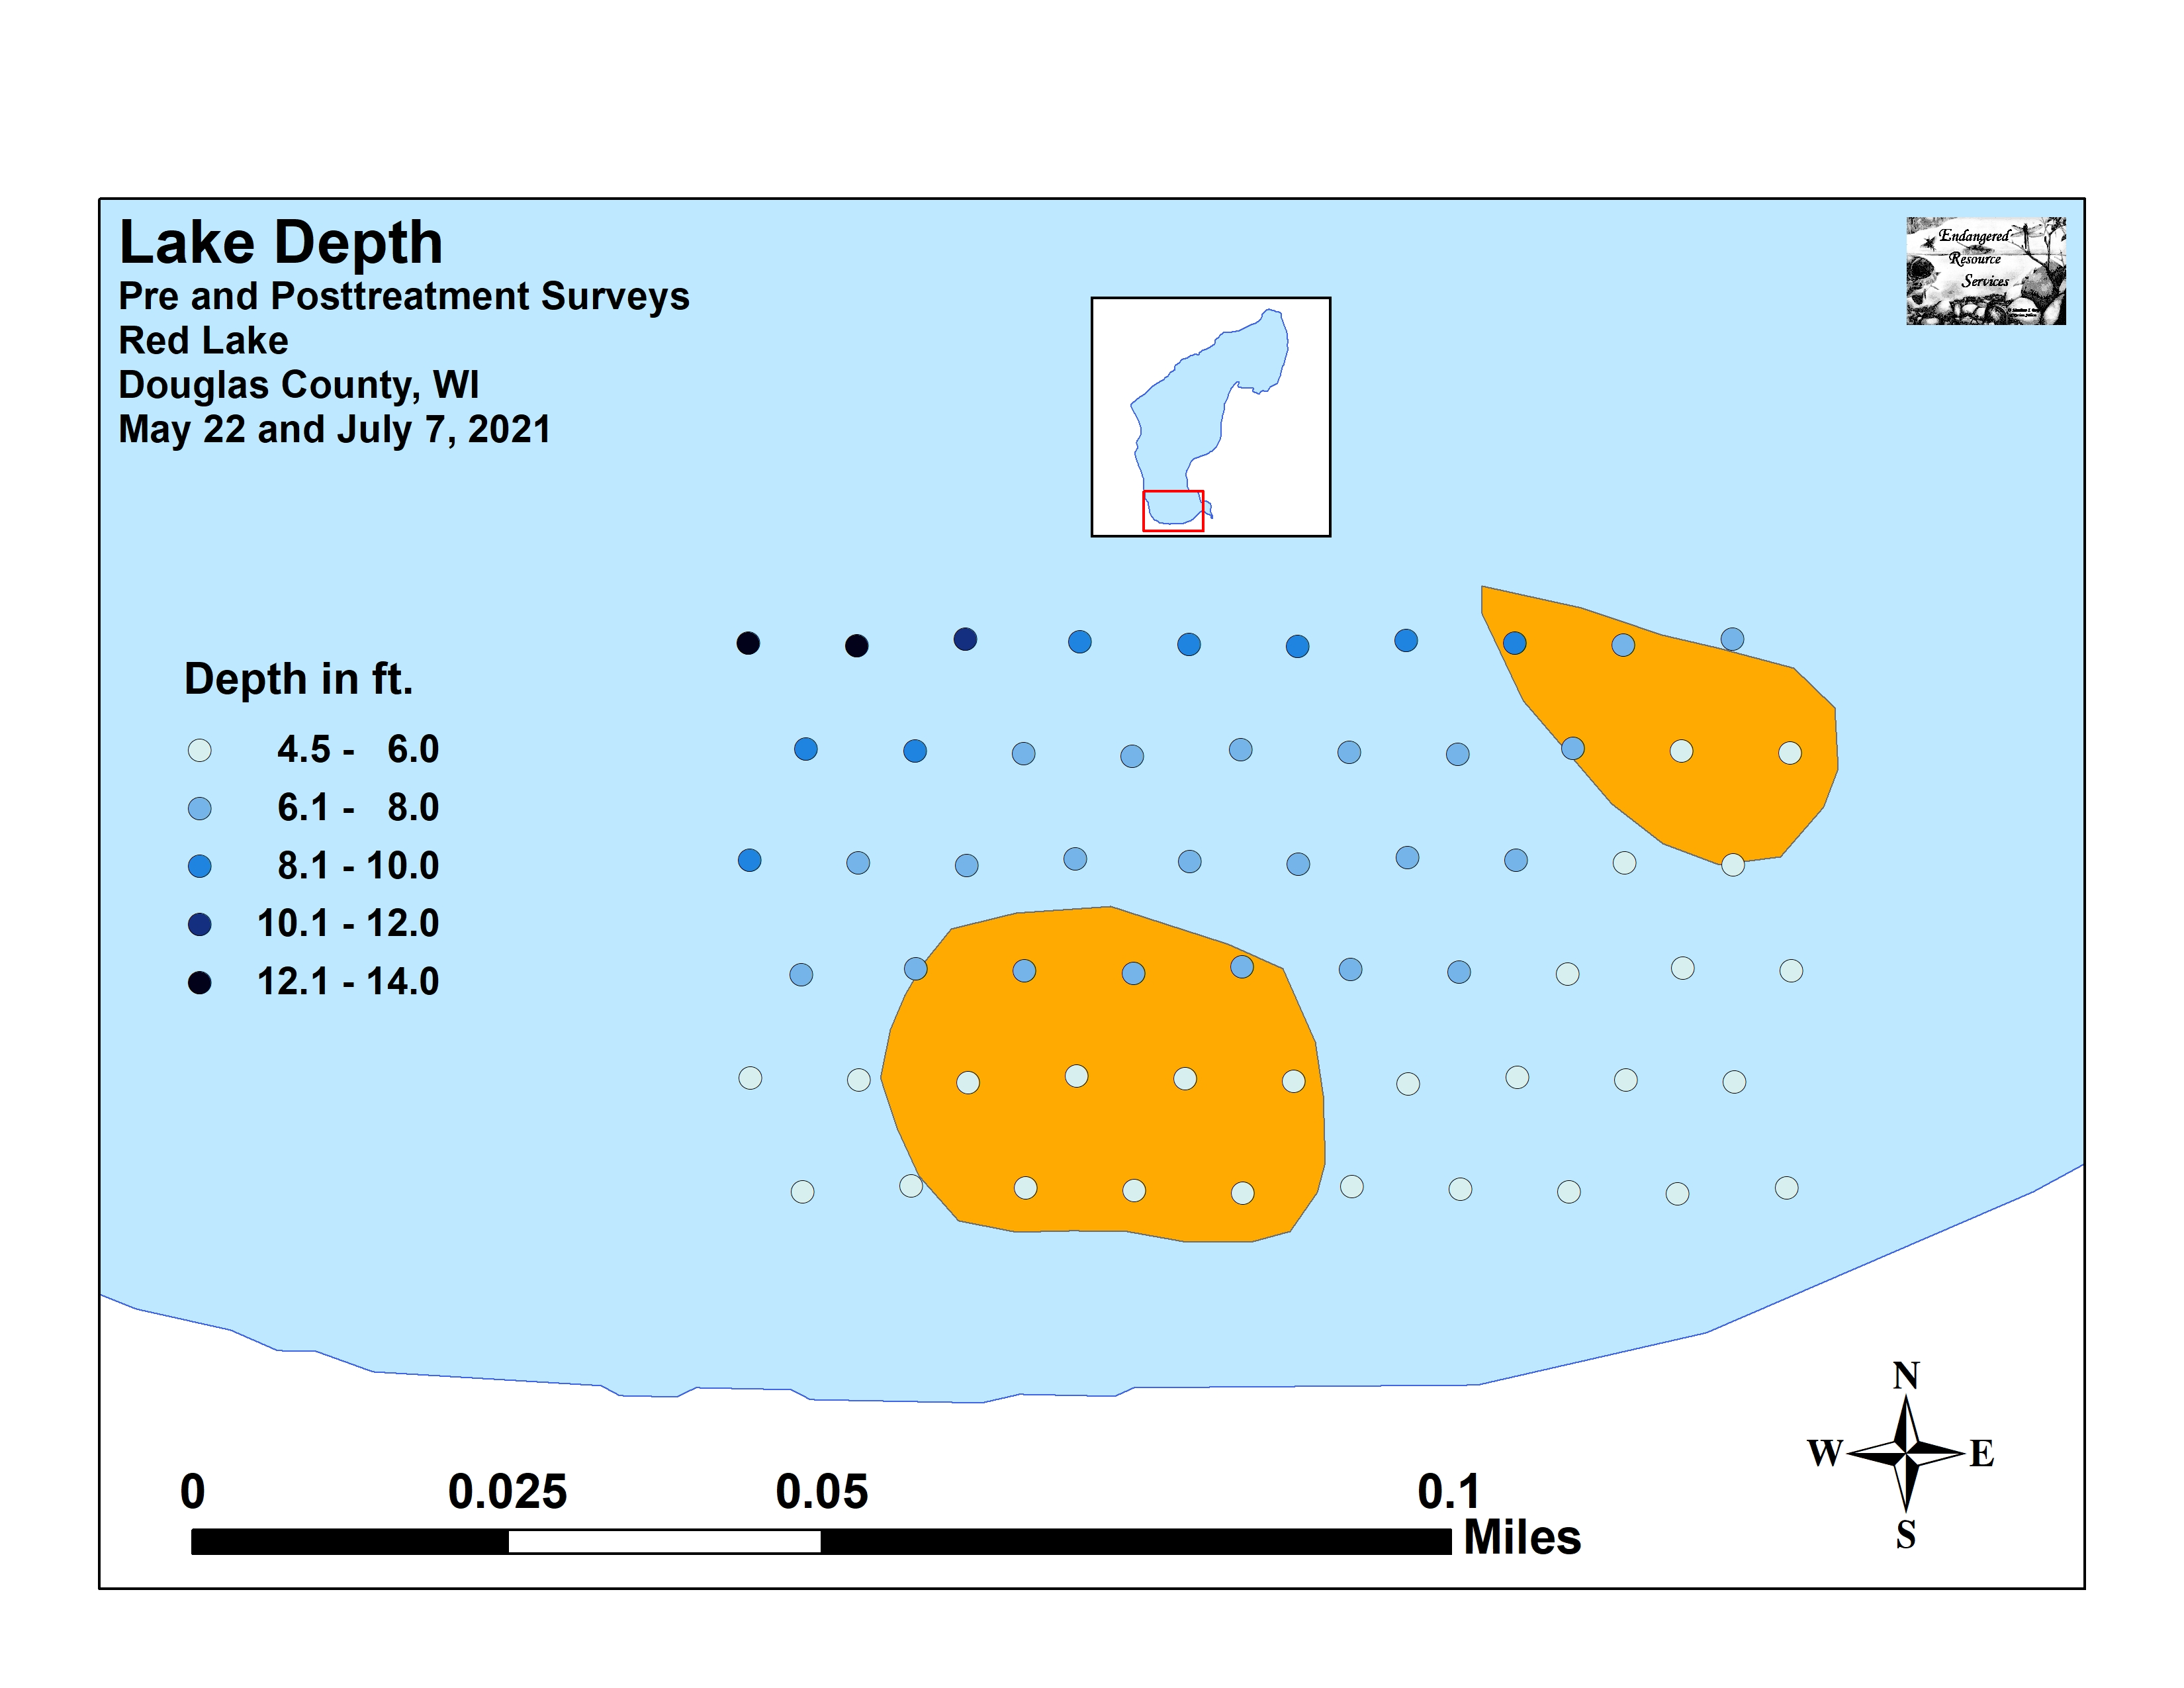 Lake Depth
Pre and Posttreatment Surveys
Red Lake
Douglas County, WI
May 22 and July 7, 2021
Endangered
Resource
Services
Depth in ft.
4.5 - 6.0
6.1 - 8.0
8.1 - 10.0
10.1 - 12.0
12.1 - 14.0
N
W E
S
0 0.025 0.05 0.1
Miles